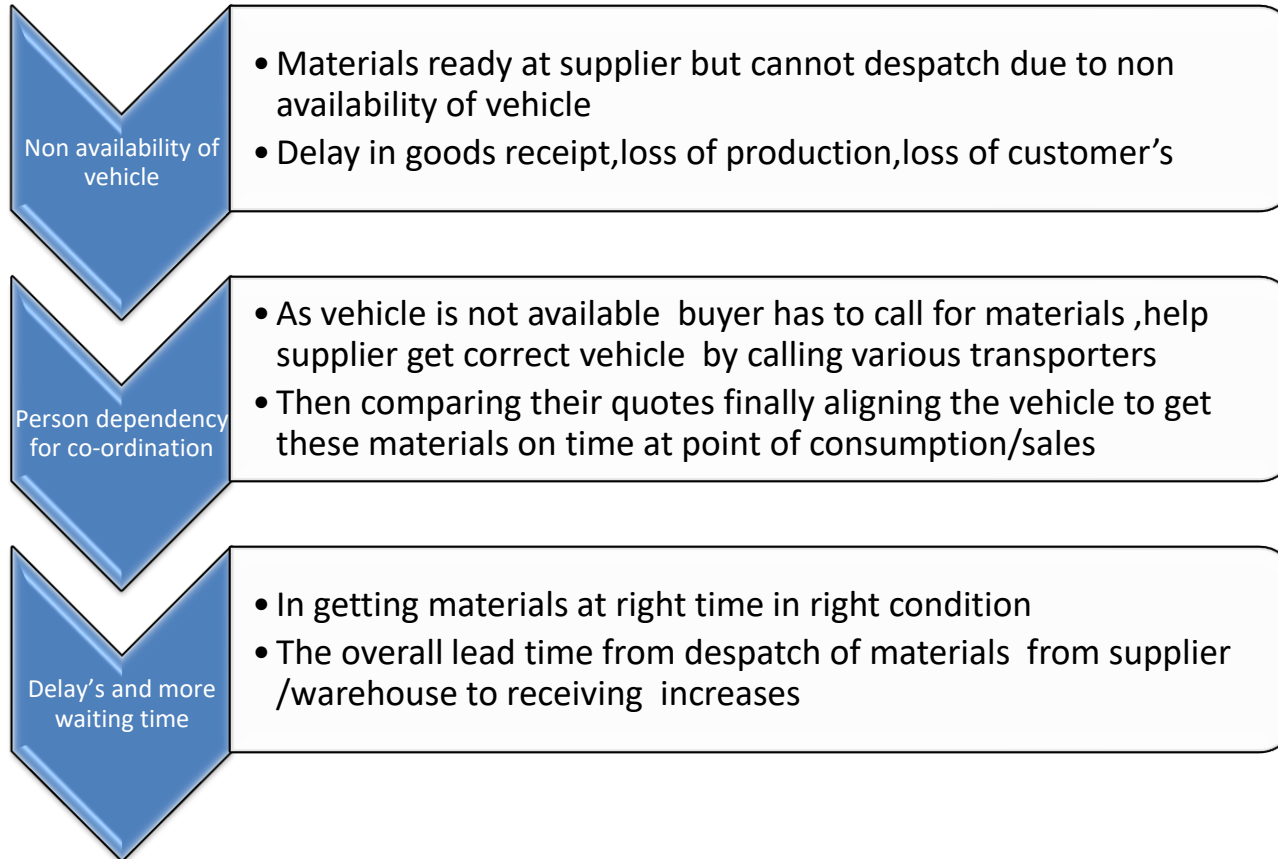 Non availability of
vehicle
• Materials ready at supplier but cannot despatch due to non
availability of vehicle
• Delay in goods receipt,loss of production,loss of customer’s
Person dependency
for co-ordination
• As vehicle is not available  buyer has to call for materials ,help
supplier get correct vehicle  by calling various transporters
• Then comparing their quotes finally aligning the vehicle to get
these materials on time at point of consumption/sales
Delay’s and more
waiting time
• In getting materials at right time in right condition
• The overall lead time from despatch of materials  from supplier
/warehouse to receiving  increases